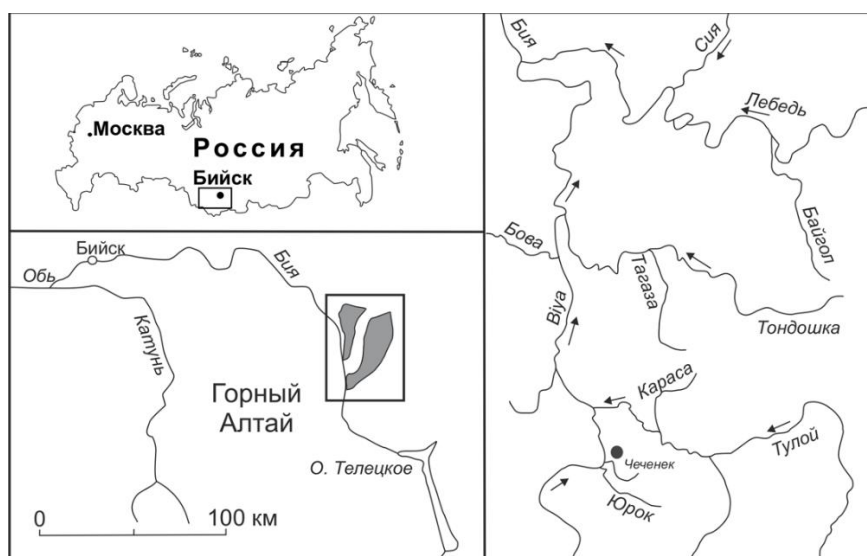 Москва
Россия
Бийск
Бийск
Обь
Бия
Катунь
Горный
Алтай
О. Телецкое
0
100 км
Бия
Сия
Лебедь
Байгол
Бова
Biya
Тагаза
Тондошка
Караса
Тулой
Чеченек
Юрок